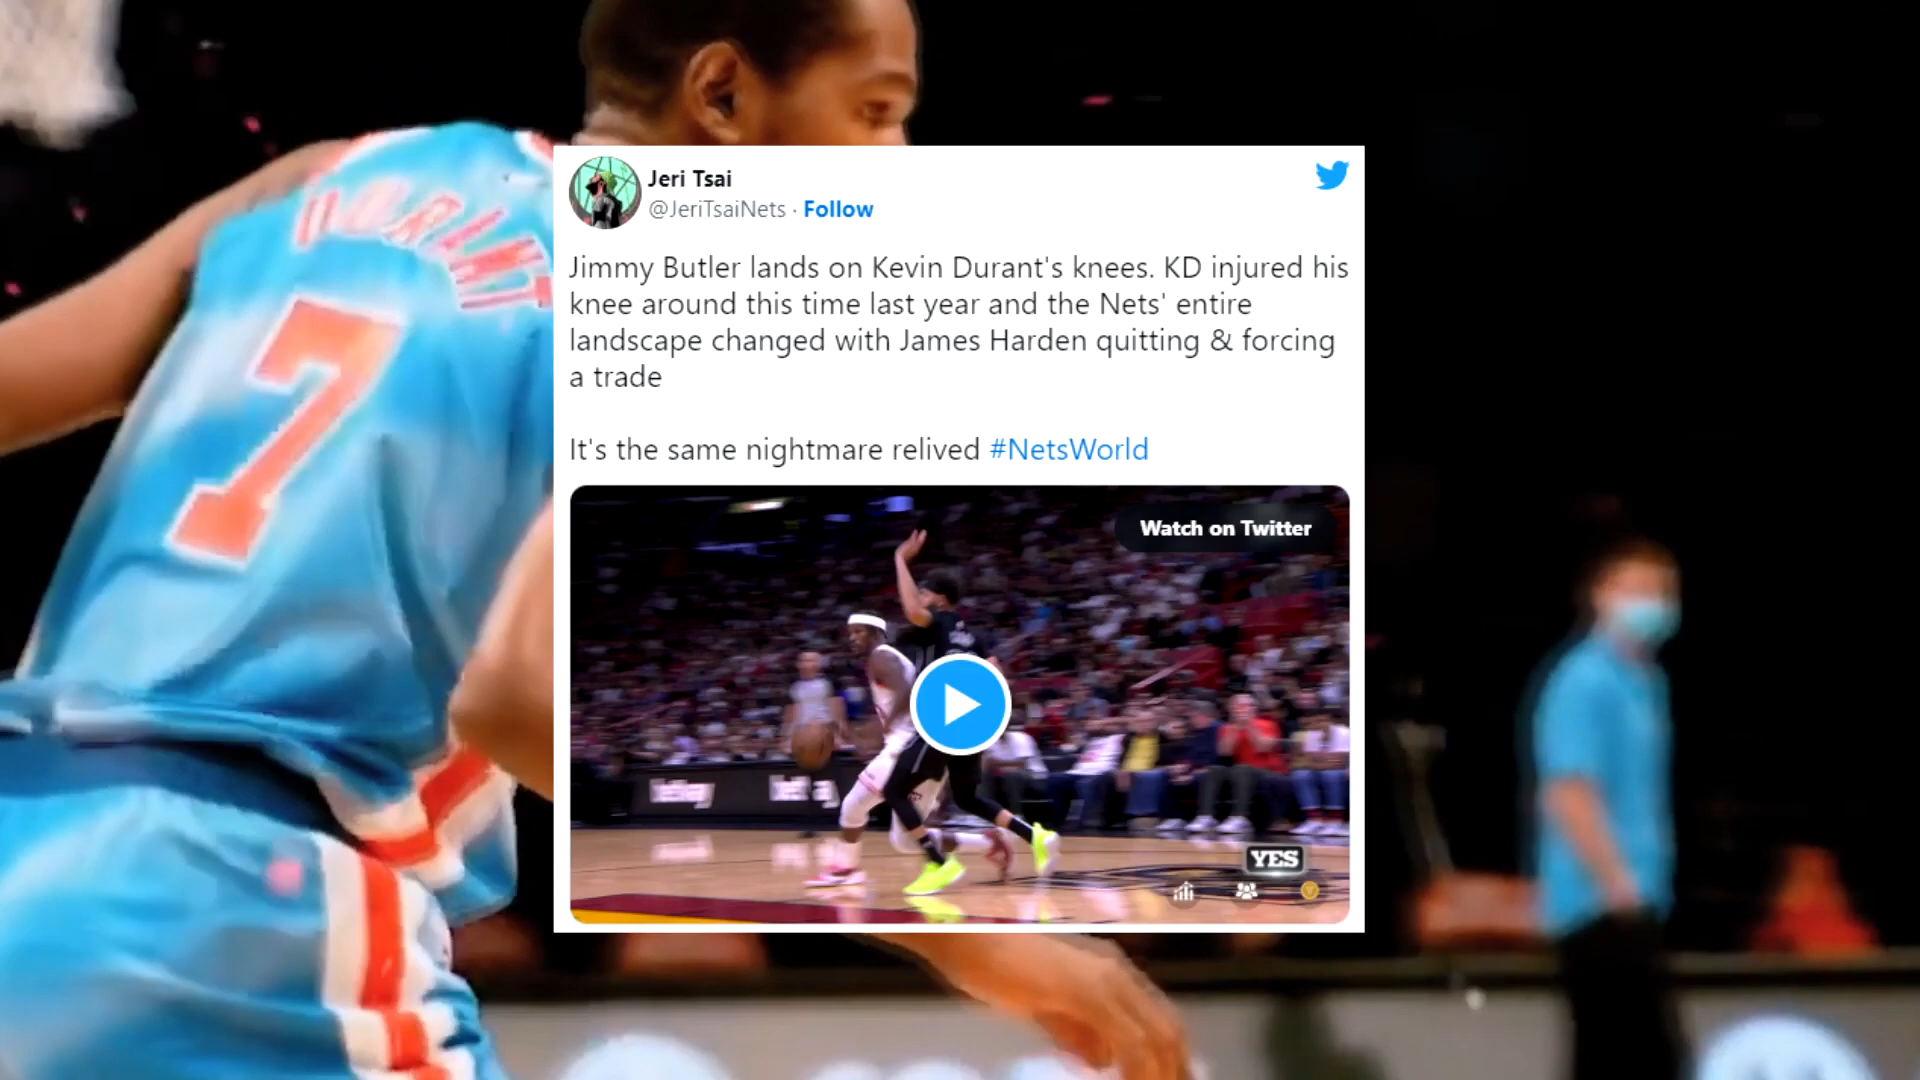 DURANT
7
Jeri Tsai
@JeriTsaiNets · Follow
Jimmy Butler lands on Kevin Durant's knees. KD injured his
knee around this time last year and the Nets' entire
landscape changed with James Harden quitting & forcing
a trade
It's the same nightmare relived #NetsWorld
Watch on Twitter
YES